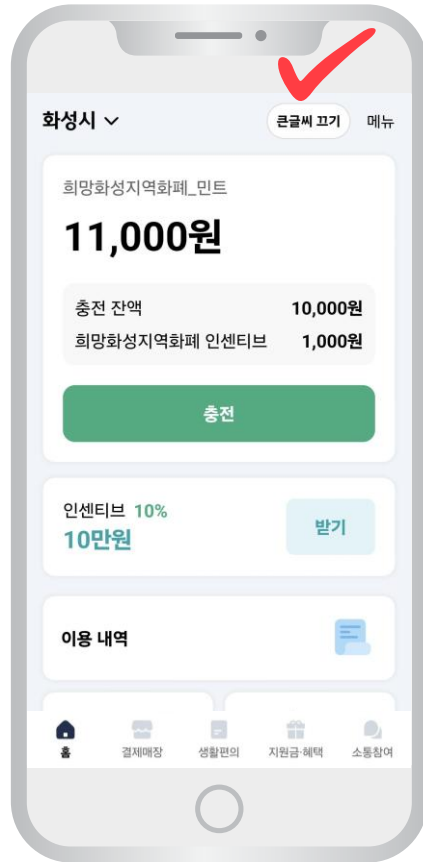 화성시
큰글씨 끄기
메뉴
희망화성지역화폐_민트
11,000원
충전 잔액 10,000원
희망화성지역화폐 인센티브 1,000원
충전
인센티브 10%
10만원
받기
이용 내역
홈 결제매장 생활편의 지원금·혜택 소통참여